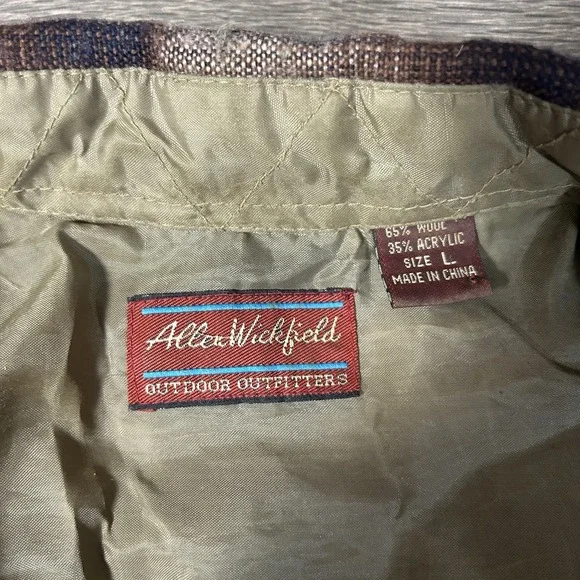 65% WOOL
35% ACRYLIC
SIZE L
MADE IN CHINA
Allen Wickfield
OUTDOOR OUTFITTERS